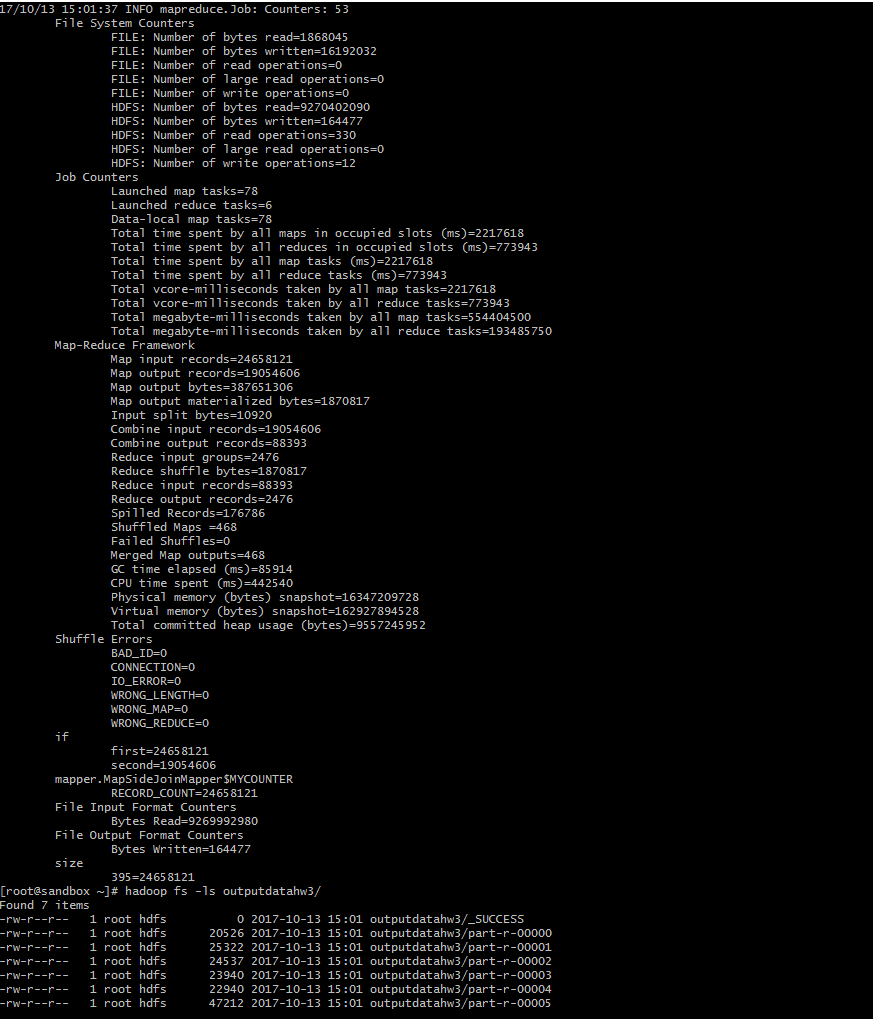 17/10/13 15:01:37 INFO mapreduce.Job: Counters: 53
File System Counters
FILE: Number of bytes read=1868045
FILE: Number of bytes written=16192032
FILE: Number of read operations=0
FILE: Number of large read operations=0
FILE: Number of write operations=0
HDFS: Number of bytes read=9270402090
HDFS: Number of bytes written=164477
HDFS: Number of read operations=330
HDFS: Number of large read operations=0
HDFS: Number of write operations=12
Job Counters
Launched map tasks=78
Launched reduce tasks=6
Data-local map tasks=78
Total time spent by all maps in occupied slots (ms)=2217618
Total time spent by all reduces in occupied slots (ms)=773943
Total time spent by all map tasks (ms)=2217618
Total time spent by all reduce tasks (ms)=773943
Total vcore-milliseconds taken by all map tasks=2217618
Total vcore-milliseconds taken by all reduce tasks=773943
Total megabyte-milliseconds taken by all map tasks=554404500
Total megabyte-milliseconds taken by all reduce tasks=193485750
Map-Reduce Framework
Map input records=24658121
Map output records=19054606
Map output bytes=387651306
Map output materialized bytes=1870817
Input split bytes=10920
Combine input records=19054606
Combine output records=88393
Reduce input groups=2476
Reduce shuffle bytes=1870817
Reduce input records=88393
Reduce output records=2476
Spilled Records=176786
Shuffled Maps =468
Failed Shuffles=0
Merged Map outputs=468
GC time elapsed (ms)=85914
CPU time spent (ms)=442540
Physical memory (bytes) snapshot=16347209728
Virtual memory (bytes) snapshot=162927894528
Total committed heap usage (bytes)=9557245952
Shuffle Errors
BAD_ID=0
CONNECTION=0
IO_ERROR=0
WRONG_LENGTH=0
WRONG_MAP=0
WRONG_REDUCE=0
if
first=24658121
second=19054606
mapper.MapSideJoinMapper$MYCOUNTER
RECORD_COUNT=24658121
File Input Format Counters
Bytes Read=9269992980
File Output Format Counters
Bytes Written=164477
size
395=24658121
[root@sandbox ~]# hadoop fs -ls outputdatahw3/
Found 7 items
-rw-r--r-- 1 root hdfs 0 2017-10-13 15:01 outputdatahw3/_SUCCESS
-rw-r--r-- 1 root hdfs 20526 2017-10-13 15:01 outputdatahw3/part-r-00000
-rw-r--r-- 1 root hdfs 25322 2017-10-13 15:01 outputdatahw3/part-r-00001
-rw-r--r-- 1 root hdfs 24537 2017-10-13 15:01 outputdatahw3/part-r-00002
-rw-r--r-- 1 root hdfs 23940 2017-10-13 15:01 outputdatahw3/part-r-00003
-rw-r--r-- 1 root hdfs 22940 2017-10-13 15:01 outputdatahw3/part-r-00004
-rw-r--r-- 1 root hdfs 47212 2017-10-13 15:01 outputdatahw3/part-r-00005